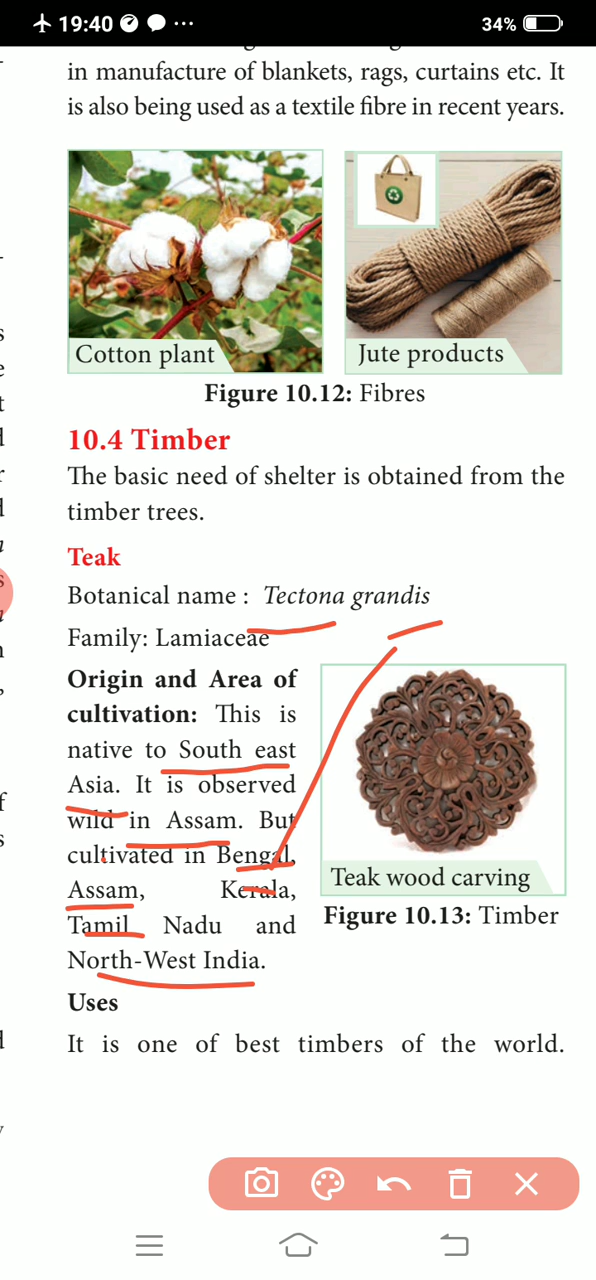 19:40
34%
in manufacture of blankets, rags, curtains etc. It
is also being used as a textile fibre in recent years.
Cotton plant
Jute products
Figure 10.12: Fibres
10.4 Timber
The basic need of shelter is obtained from the
timber trees.
Teak
Botanical name : Tectona grandis
Family: Lamiaceae
Origin and Area of
cultivation: This is
native to South east
Asia. It is observed
wild in Assam. But
cultivated in Bengal,
Assam, Kerala,
Tamil Nadu and
North-West India.
Teak wood carving
Figure 10.13: Timber
Uses
It is one of best timbers of the world.